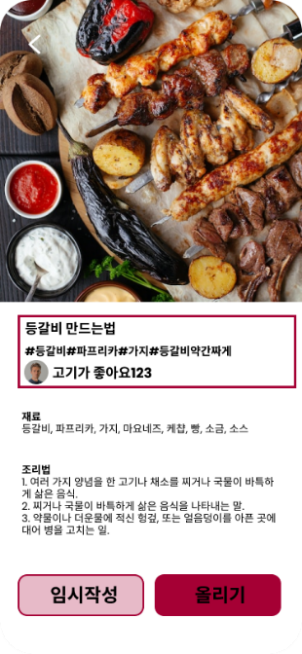 등갈비 만드는법
#등갈비#파프리카#가지#등갈비약간짜게
고기가 좋아요123
재료
등갈비, 파프리카, 가지, 마요네즈, 케찹, 빵, 소금, 소스
조리법
1. 여러 가지 양념을 한 고기나 채소를 찌거나 국물이 바특하
게 삶은 음식.
2. 찌거나 국물이 바특하게 삶은 음식을 나타내는 말.
3. 약물이나 더운물에 적신 헝겊, 또는 얼음덩이를 아픈 곳에
대어 병을 고치는 일.
임시작성
올리기